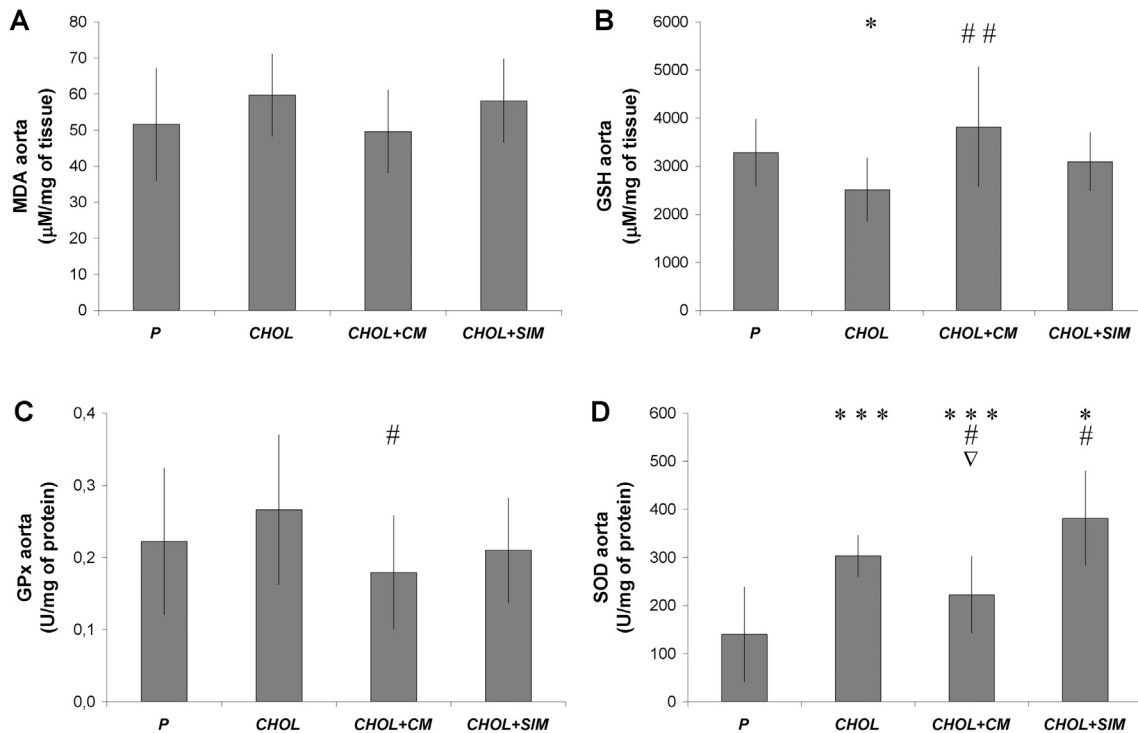 A
MDA aorta
(μM/mg of tissue)
80
70
60
50
40
30
20
10
0
P CHOL CHOL+CM CHOL+SIM
B
GSH aorta
(μM/mg of tissue)
6000
5000
4000
3000
2000
1000
0
* # #
P CHOL CHOL+CM CHOL+SIM
C
GPx aorta
(U/mg of protein)
0,4
0,3
0,2
0,1
0,0
#
P CHOL CHOL+CM CHOL+SIM
D
SOD aorta
(U/mg of protein)
600
500
400
300
200
100
0
* * * * * * *
# #
∇
P CHOL CHOL+CM CHOL+SIM